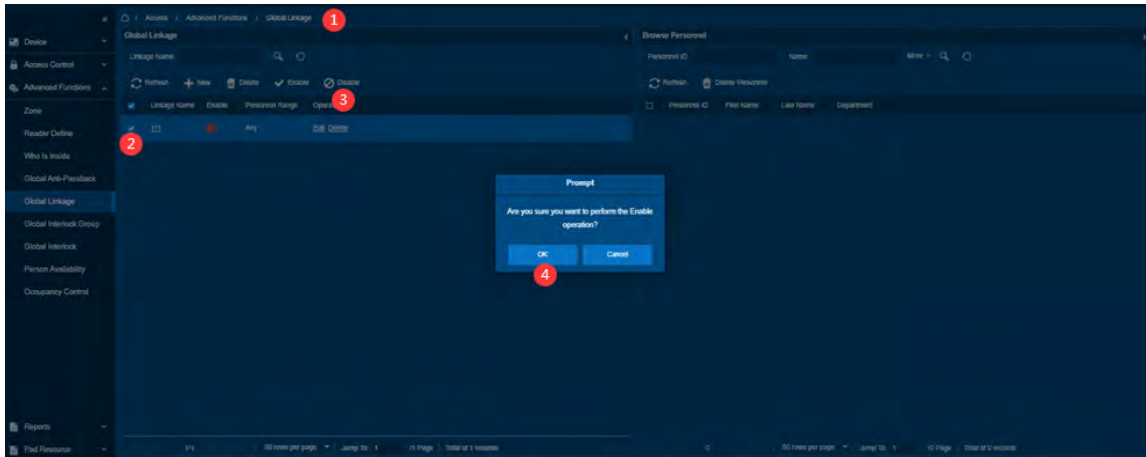 / Access / Advanced Functions / Global Linkage
1
Device
Access Control
Advanced Functions
Zone
Reader Define
Who Is Inside
Global Anti-Passback
Global Linkage
Global Interlock Group
Global Interlock
Person Availability
Occupancy Control
Reports
Pad Resource
Global Linkage
Linkage Name
Refresh New Delete Enable Disable
3
Linkage Name Enable Personnel Range
Any Edit Delete
2
50 rows per page Jump To 1 /1 Page Total of 1 records
Browse Personnel
Personnel ID Name More
Refresh Delete Personnel
Personnel ID First Name Last Name Department
50 rows per page Jump To 1 /0 Page Total of 0 records
Prompt
Are you sure you want to perform the Enable
operation?
OK Cancel
4